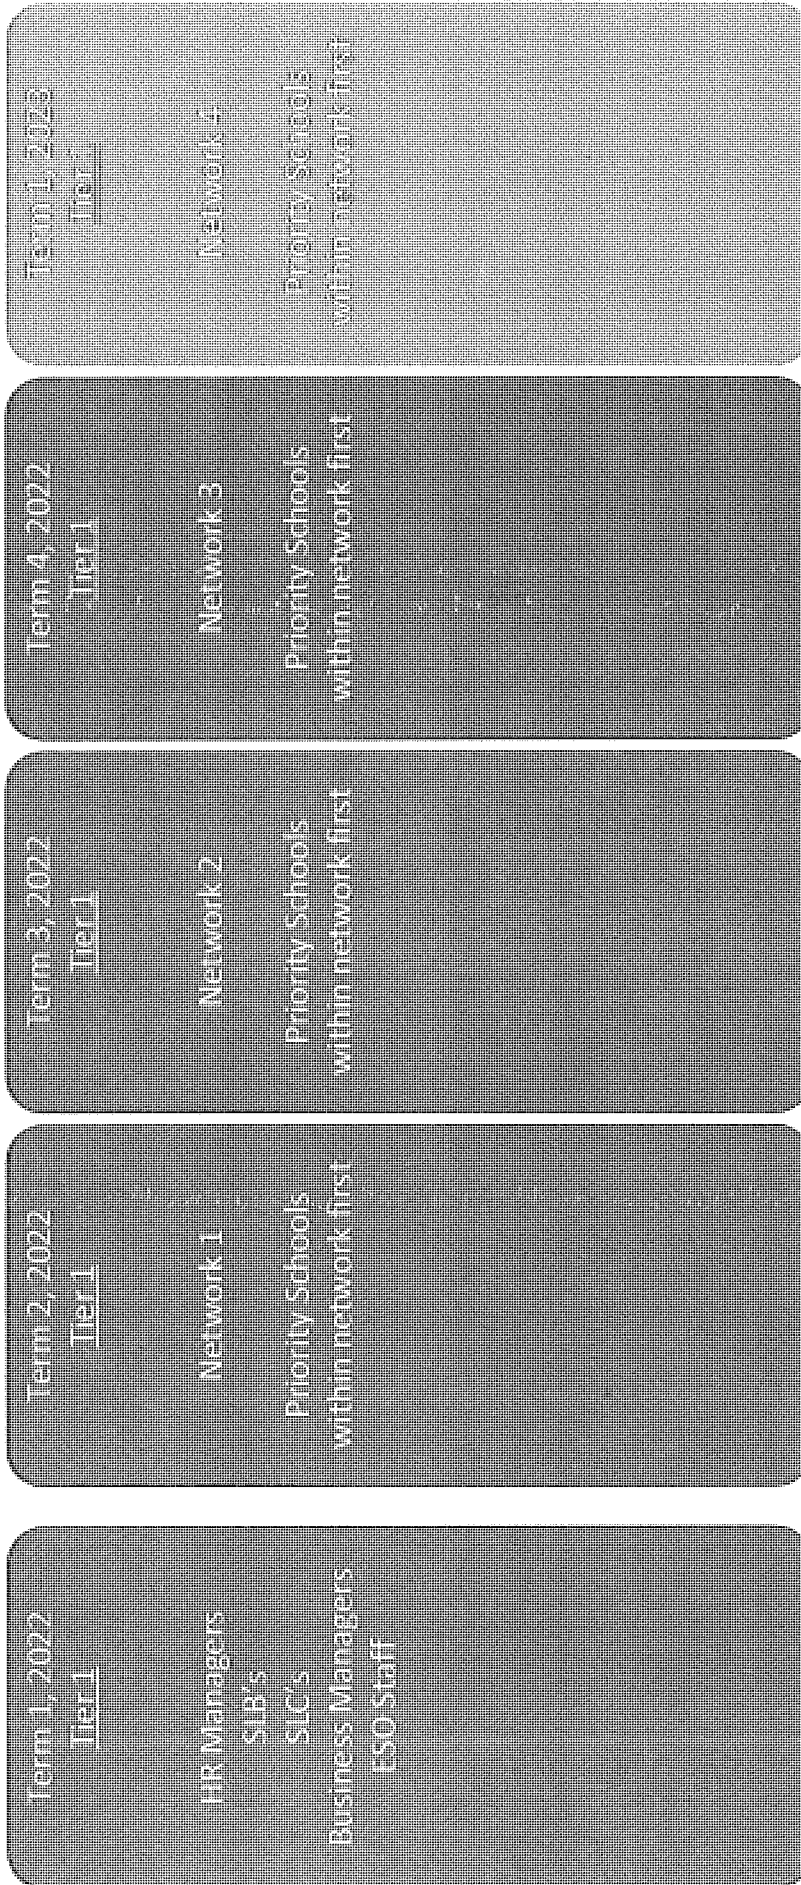 Term 1, 2022
Tier 1
HR Managers
SLB's
SLC's
Business Managers
ESO Staff
Term 2, 2022
Tier 1
Network 1
Priority Schools
within network first
Term 3, 2022
Tier 1
Network 2
Priority Schools
within network first
Term 4, 2022
Tier 1
Network 3
Priority Schools
within network first
Term 1, 2023
Tier
Network 4
Priority Schools
within network first